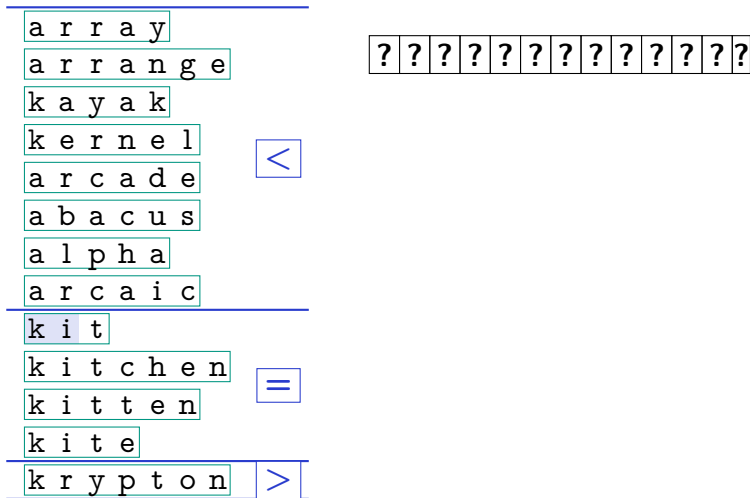 array
arrange
kayak
kernel
arcade
abacus
alpha
arcaic
<
kit
kitchen
kitten
kite
=
krypton
>
?????????????